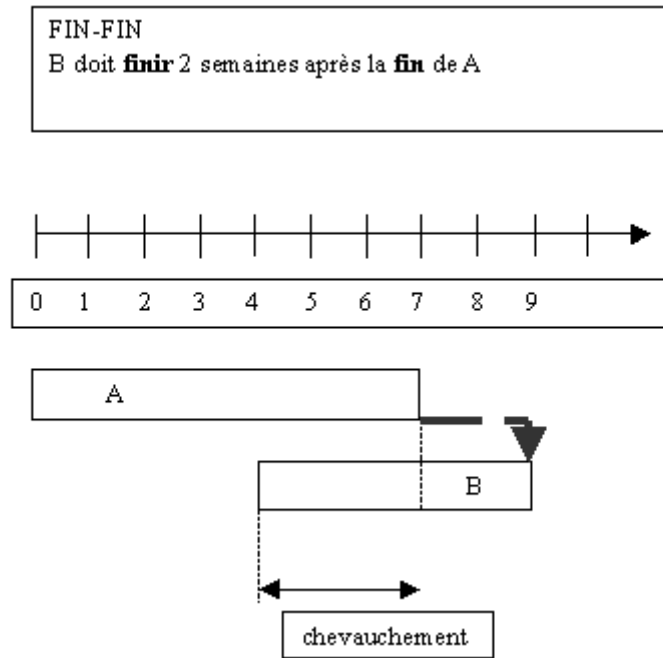 FIN-FIN
B doit finir 2 semaines après la fin de A
0 1 2 3 4 5 6 7 8 9
A
B
chevauchement